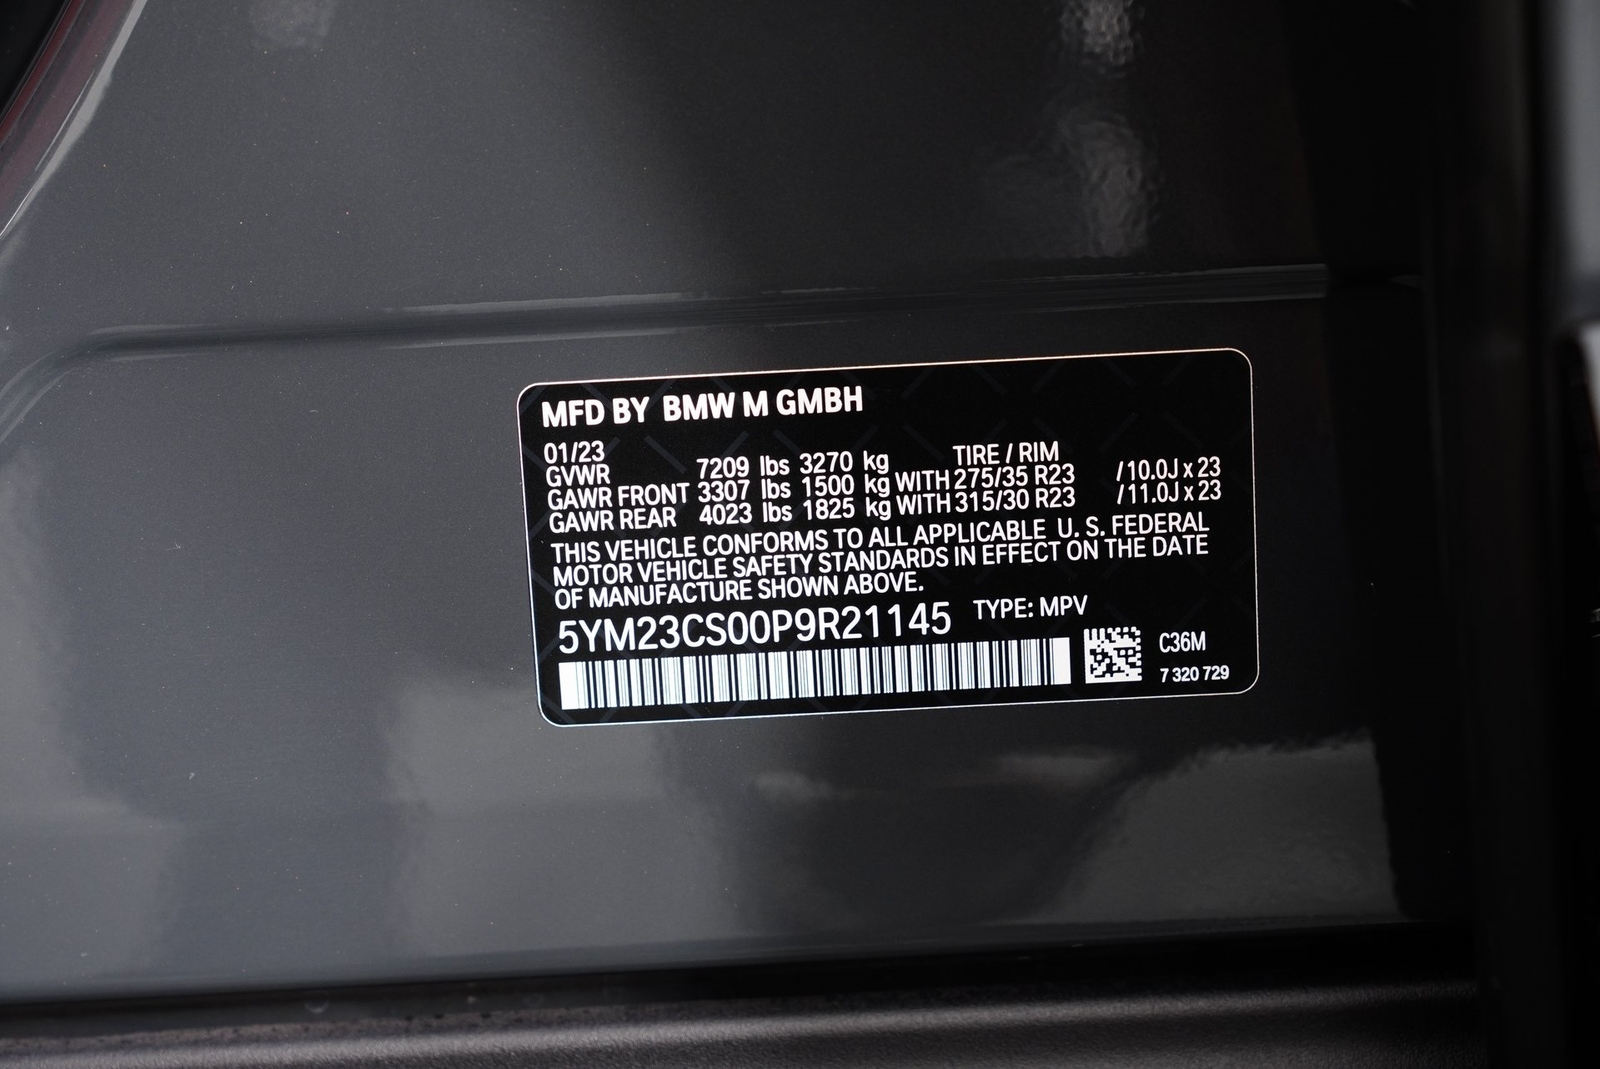 MFD BY BMW M GMBH
01/23 TIRE / RIM
GVWR 7209 lbs 3270 kg
GAWR FRONT 3307 lbs 1500 kg WITH 275/35 R23 /10.0J x 23
GAWR REAR 4023 lbs 1825 kg WITH 315/30 R23 /11.0J x 23
THIS VEHICLE CONFORMS TO ALL APPLICABLE U. S. FEDERAL
MOTOR VEHICLE SAFETY STANDARDS IN EFFECT ON THE DATE
OF MANUFACTURE SHOWN ABOVE.
5YM23CS00P9R21145 TYPE: MPV
C36M
7 320 729